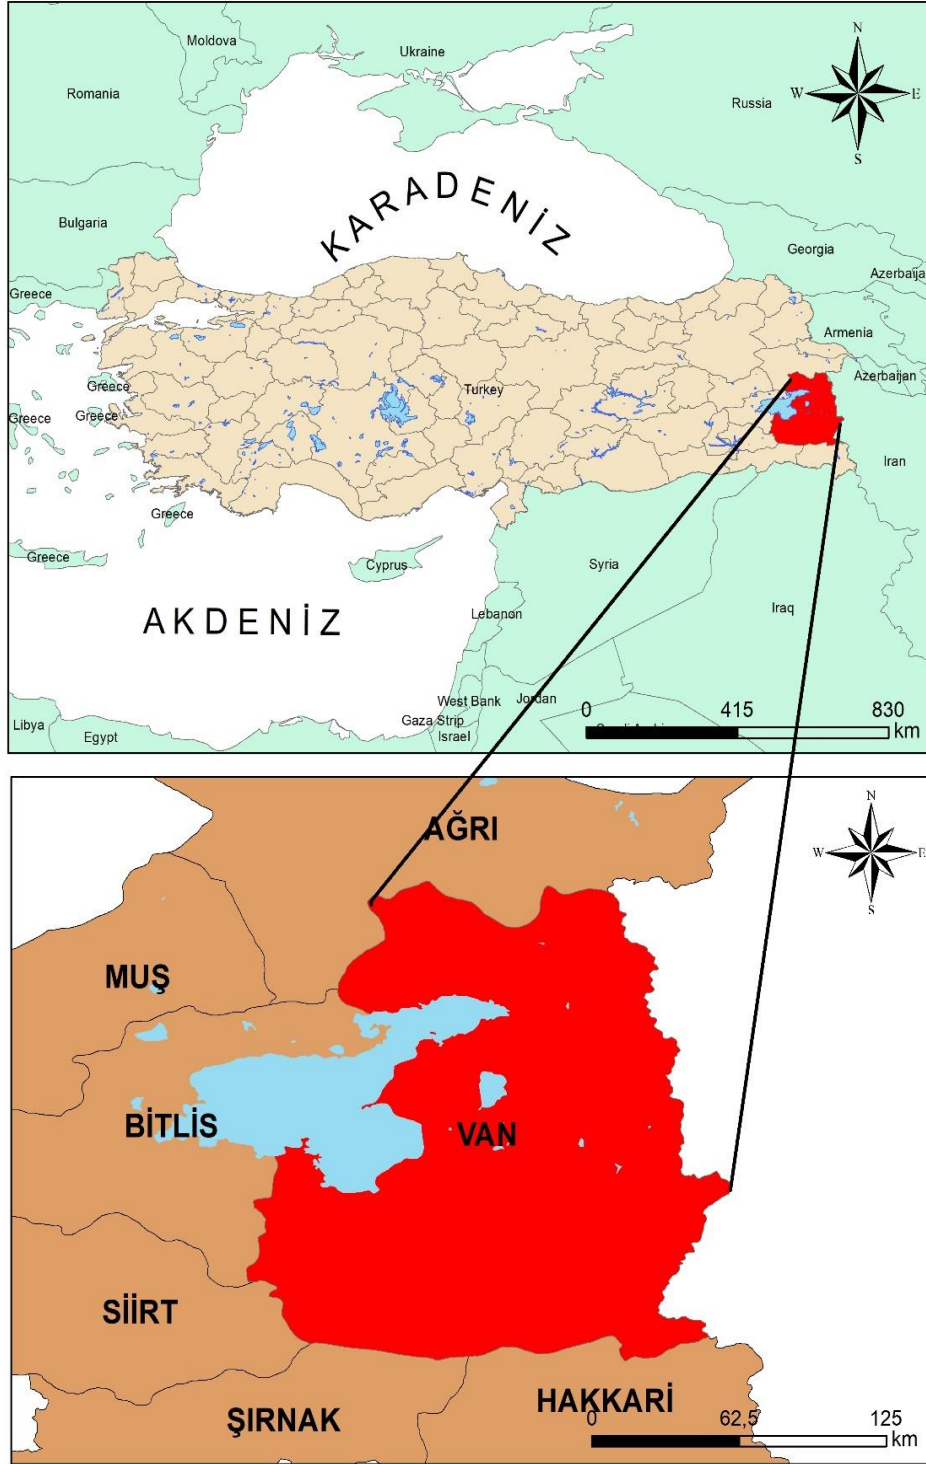 Moldova
Ukraine
N
Romania
W
E
Russia
S
KARADENİZ
Bulgaria
Georgia
Azerbaija
Greece
Armenia
Turkey
Azerbaijan
Greece
Greece
Greece
Iran
Greece
Greece
Cyprus
Syria
Lebanon
Iraq
AKDENİZ
West Bank
Jordan
Gaza Strip
Libya
Egypt
Israel
0 415 830
km
AĞRI
N
W
E
S
MUŞ
BİTLİS
VAN
SİİRT
ŞIRNAK
HAKKARİ
0 62,5 125
km